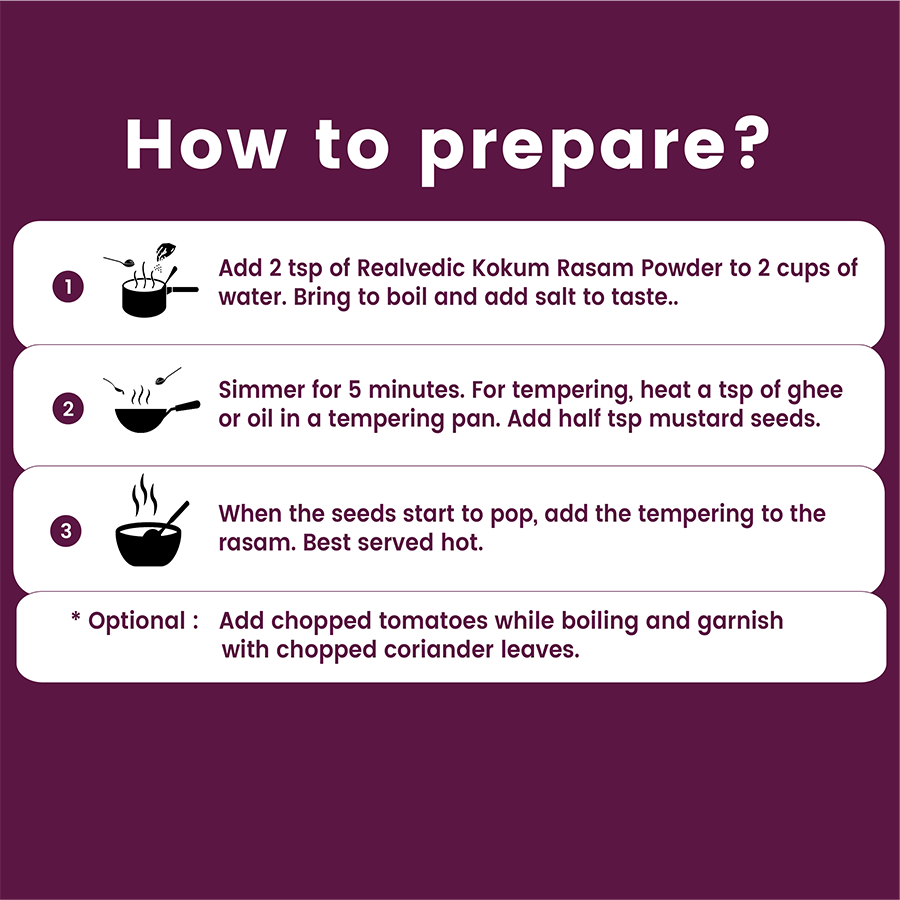 How to prepare?
1
Add 2 tsp of Realvedic Kokum Rasam Powder to 2 cups of
water. Bring to boil and add salt to taste..
2
Simmer for 5 minutes. For tempering, heat a tsp of ghee
or oil in a tempering pan. Add half tsp mustard seeds.
3
When the seeds start to pop, add the tempering to the
rasam. Best served hot.
* Optional : Add chopped tomatoes while boiling and garnish
with chopped coriander leaves.